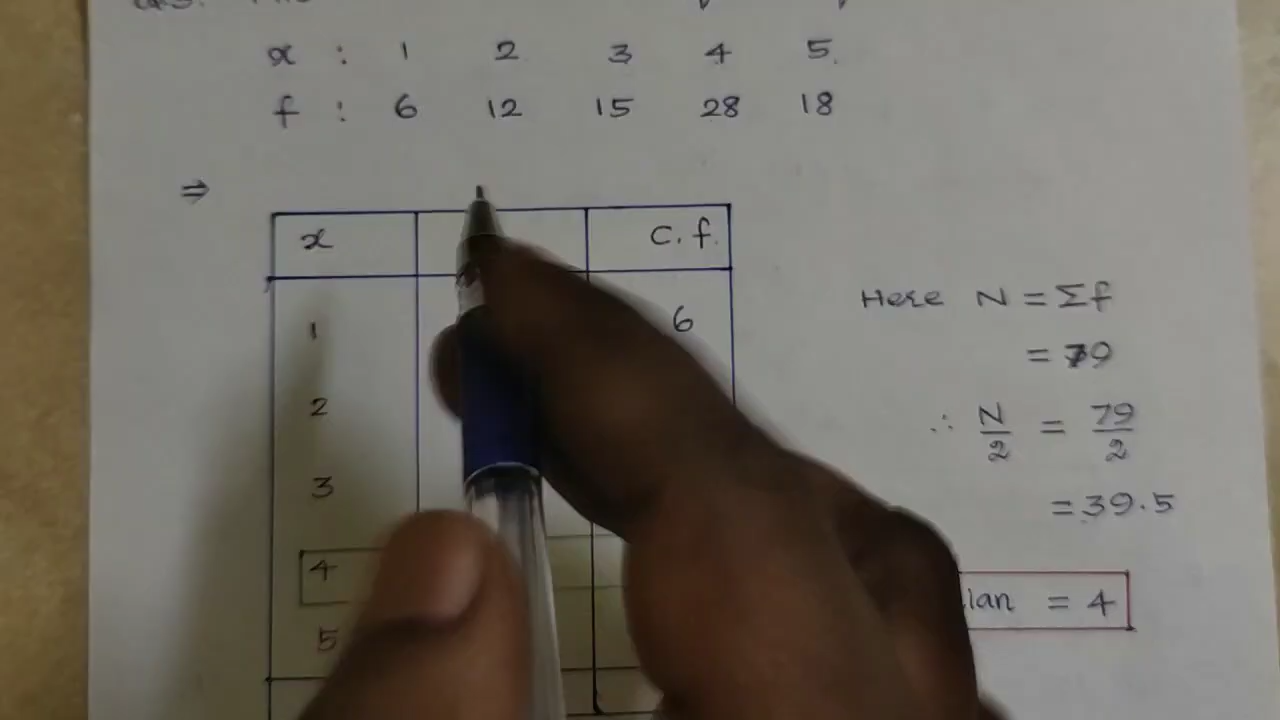 x : 1 2 3 4 5
f : 6 12 15 28 18
⇒
x c.f.
1 6
2
3
4
5
Here N = Σf
= 79
∴ N/2 = 79/2
= 39.5
= 4